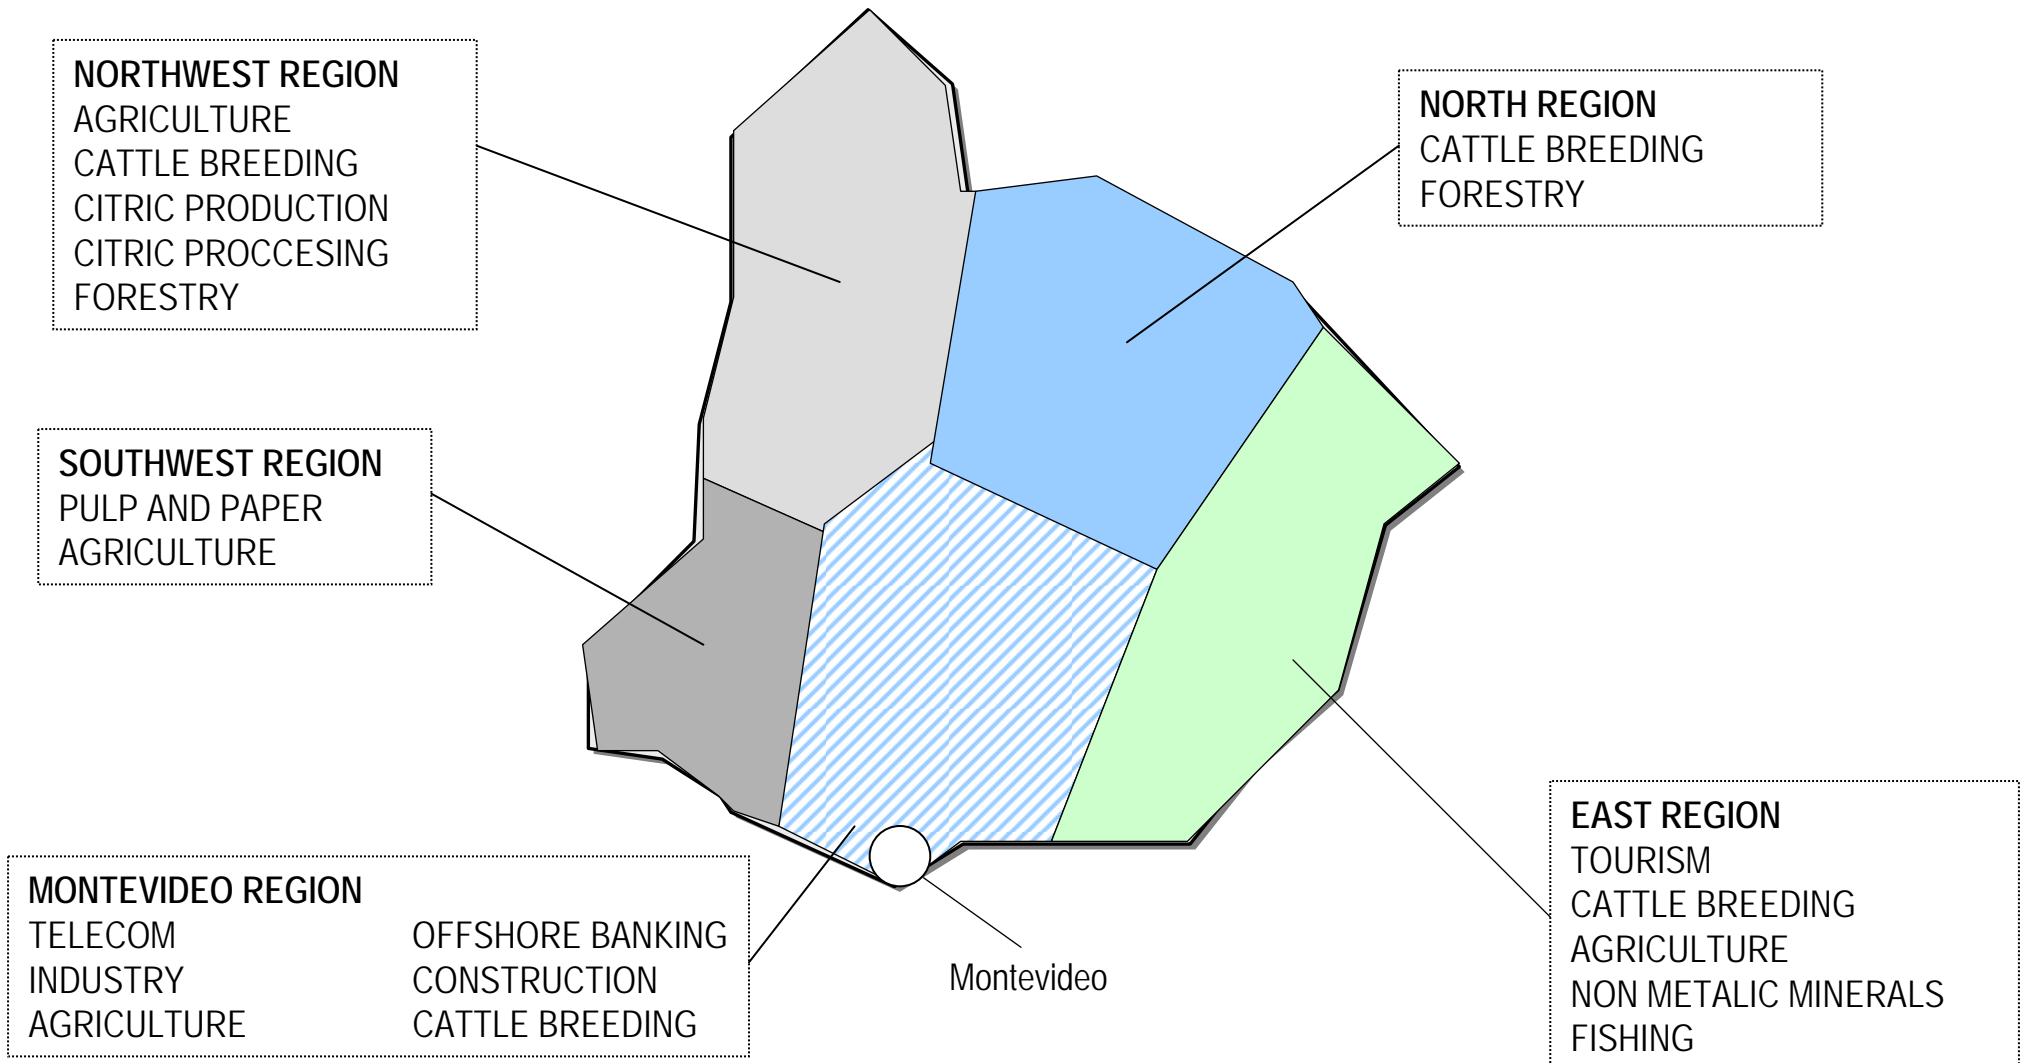 NORTHWEST REGION
AGRICULTURE
CATTLE BREEDING
CITRIC PRODUCTION
CITRIC PROCCESING
FORESTRY
NORTH REGION
CATTLE BREEDING
FORESTRY
SOUTHWEST REGION
PULP AND PAPER
AGRICULTURE
MONTEVIDEO REGION
TELECOM OFFSHORE BANKING
INDUSTRY CONSTRUCTION
AGRICULTURE CATTLE BREEDING
Montevideo
EAST REGION
TOURISM
CATTLE BREEDING
AGRICULTURE
NON METALIC MINERALS
FISHING